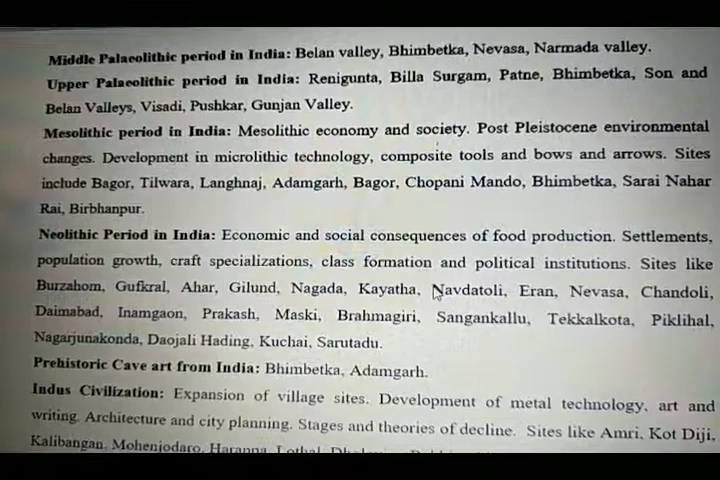 Middle Palaeolithic period in India: Belan valley, Bhimbetka, Nevasa, Narmada valley.
Upper Palaeolithic period in India: Renigunta, Billa Surgam, Patne, Bhimbetka, Son and
Belan Valleys, Visadi, Pushkar, Gunjan Valley.
Mesolithic period in India: Mesolithic economy and society. Post Pleistocene environmental
changes. Development in microlithic technology, composite tools and bows and arrows. Sites
include Bagor, Tilwara, Langhnaj, Adamgarh, Bagor, Chopani Mando, Bhimbetka, Sarai Nahar
Rai, Birbhanpur.
Neolithic Period in India: Economic and social consequences of food production. Settlements,
population growth, craft specializations, class formation and political institutions. Sites like
Burzahom, Gufkral, Ahar, Gilund, Nagada, Kayatha, Navdatoli, Eran, Nevasa, Chandoli,
Daimabad, Inamgaon, Prakash, Maski, Brahmagiri, Sangankallu, Tekkalkota, Piklihal,
Nagarjunakonda, Daojali Hading, Kuchai, Sarutadu.
Prehistoric Cave art from India: Bhimbetka, Adamgarh.
Indus Civilization: Expansion of village sites. Development of metal technology, art and
writing. Architecture and city planning. Stages and theories of decline. Sites like Amri, Kot Diji,
Kalibangan, Mohenjodaro, Harappa, Lothal,